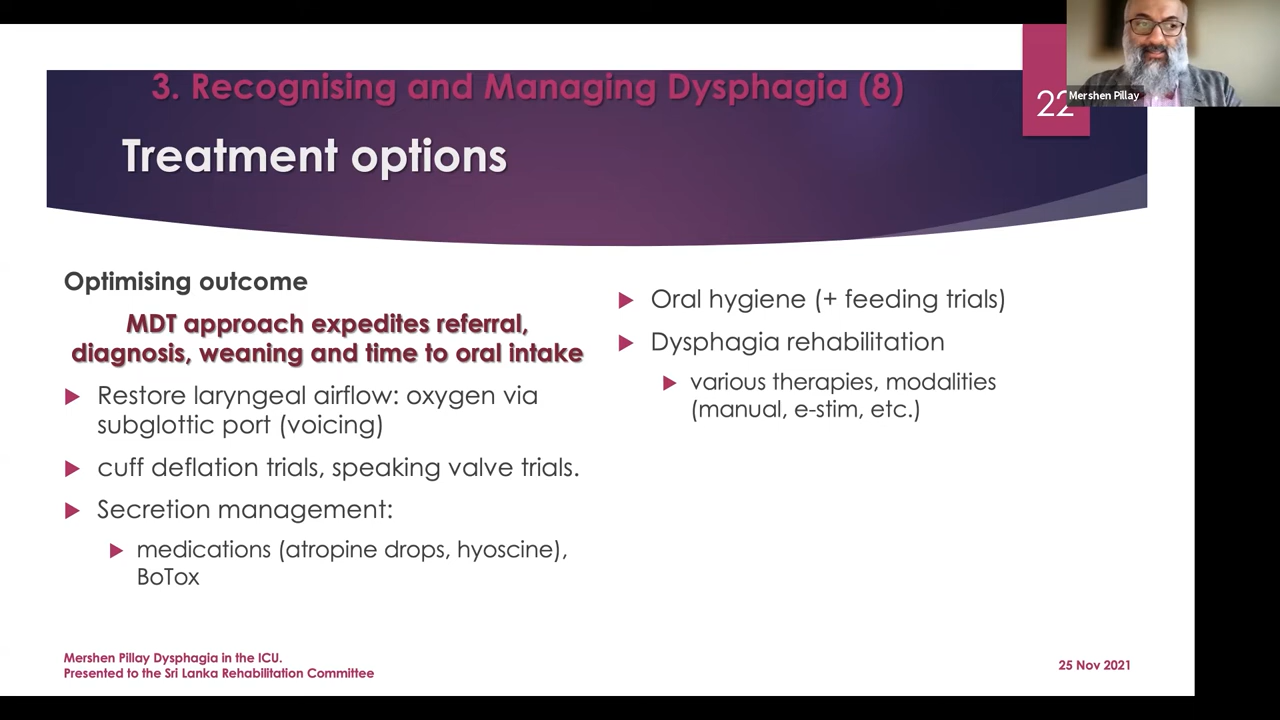 3. Recognising and Managing Dysphagia (8)
22
Mershen Pillay
Treatment options
Optimising outcome
MDT approach expedites referral,
diagnosis, weaning and time to oral intake
Restore laryngeal airflow: oxygen via
subglottic port (voicing)
cuff deflation trials, speaking valve trials.
Secretion management:
medications (atropine drops, hyoscine),
BoTox
Oral hygiene (+ feeding trials)
Dysphagia rehabilitation
various therapies, modalities
(manual, e-stim, etc.)
Mershen Pillay Dysphagia in the ICU.
Presented to the Sri Lanka Rehabilitation Committee
25 Nov 2021